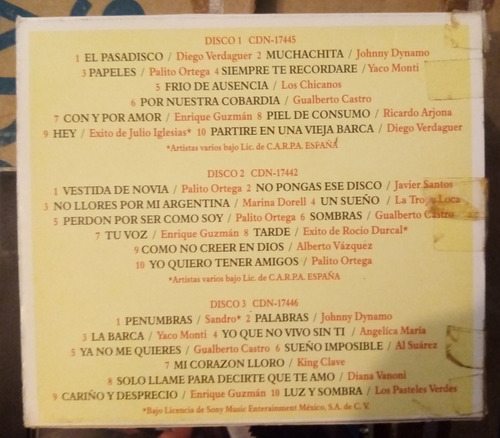 DISCO 1 CDN-17445
1 EL PASADISCO / Diego Verdaguer 2 MUCHACHITA / Johnny Dynamo
3 PAPELES / Palito Ortega 4 SIEMPRE TE RECORDARE / Yaco Monti
5 FRIO DE AUSENCIA / Los Chicanos
6 POR NUESTRA COBARDIA / Gualberto Castro
7 CON Y POR AMOR / Enrique Guzmán 8 PIEL DE CONSUMO / Ricardo Arjona
9 HEY / Exito de Julio Iglesias* 10 PARTIRE EN UNA VIEJA BARCA / Diego Verdaguer
*Artistas varios bajo Lic. de C.A.R.P.A. ESPAÑA
DISCO 2 CDN-17442
1 VESTIDA DE NOVIA / Palito Ortega 2 NO PONGAS ESE DISCO / Javier Santos
3 NO LLORES POR MI ARGENTINA / Marina Dorell 4 UN SUEÑO / La Tropa Loca
5 PERDON POR SER COMO SOY / Palito Ortega 6 SOMBRAS / Gualberto Castro
7 TU VOZ / Enrique Guzmán 8 TARDE / Exito de Rocio Durcal*
9 COMO NO CREER EN DIOS / Alberto Vázquez
10 YO QUIERO TENER AMIGOS / Palito Ortega
*Artistas varios bajo Lic. de C.A.R.P.A. ESPAÑA
DISCO 3 CDN-17446
1 PENUMBRAS / Sandro* 2 PALABRAS / Johnny Dynamo
3 LA BARCA / Yaco Monti 4 YO QUE NO VIVO SIN TI / Angelica María
5 YA NO ME QUIERES / Gualberto Castro 6 SUEÑO IMPOSIBLE / Al Suárez
7 MI CORAZON LLORO / King Clave
8 SOLO LLAME PARA DECIRTE QUE TE AMO / Diana Vanoni
9 CARIÑO Y DESPRECIO / Enrique Guzmán 10 LUZ Y SOMBRA / Los Pasteles Verdes
*Bajo Licencia de Sony Music Entertainment México, S.A. de C. V.